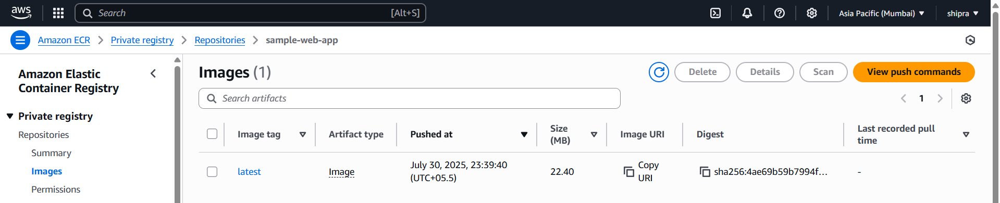 aws
Search [Alt+S]
Asia Pacific (Mumbai) shipra
Amazon ECR Private registry Repositories sample-web-app
Amazon Elastic
Container Registry
Private registry
Repositories
Summary
Images
Permissions
Images (1)
Delete Details Scan View push commands
Search artifacts
1
Image tag Artifact type Pushed at Size (MB) Image URI Digest Last recorded pull time
latest Image July 30, 2025, 23:39:40 (UTC+05.5) 22.40 Copy URI sha256:4ae69b59b7994f... -